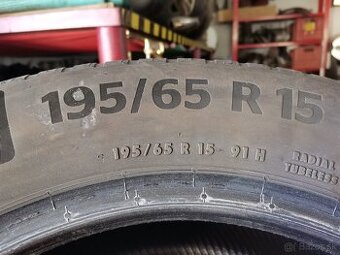 195/65 R 15
195/65 R 15 - 91 H
RADIAL
TUBELESS